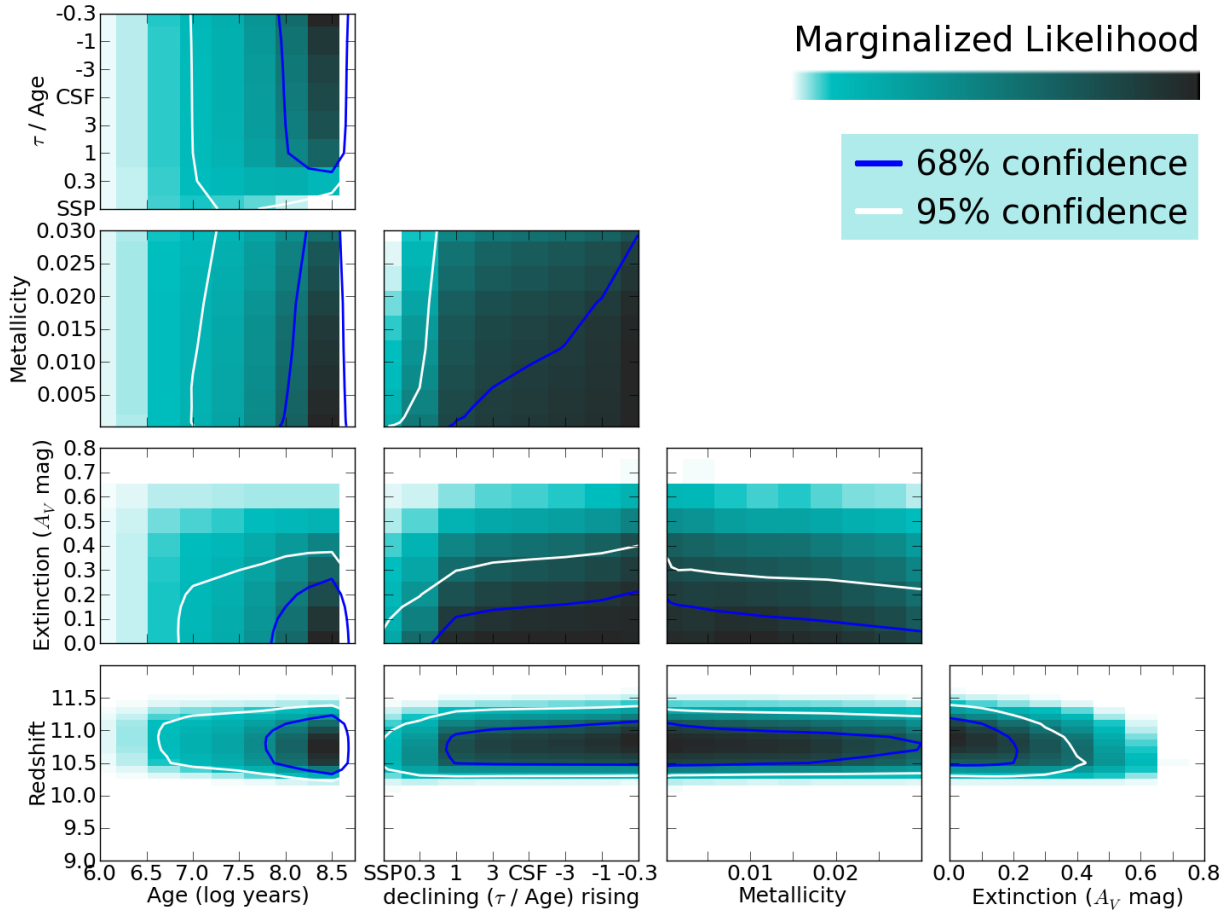 Marginalized Likelihood
68% confidence
95% confidence
-0.3
-1
-3
CSF
3
1
0.3
SSP
τ / Age
0.030
0.025
0.020
0.015
0.010
0.005
Metallicity
0.8
0.7
0.6
0.5
0.4
0.3
0.2
0.1
0.0
Extinction (A_V mag)
11.5
11.0
10.5
10.0
9.5
9.0
Redshift
6.0 6.5 7.0 7.5 8.0 8.5
Age (log years)
SSP 0.3 1 3 CSF -3 -1 -0.3
declining (τ / Age) rising
0.01 0.02
Metallicity
0.0 0.2 0.4 0.6 0.8
Extinction (A_V mag)